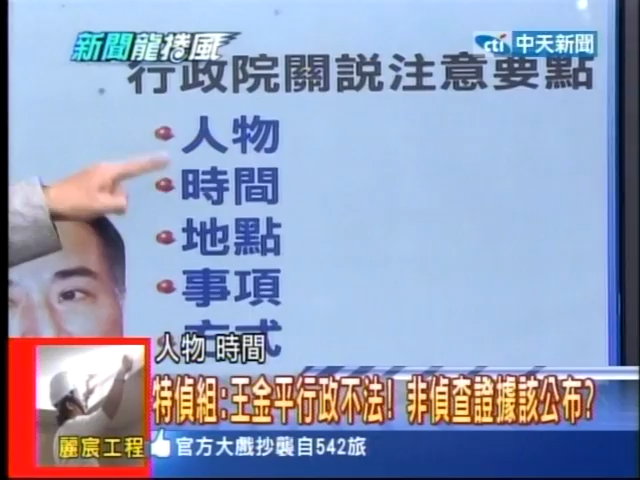 新聞龍捲風
cti 中天新聞
行政院關說注意要點
人物
時間
地點
事項
方式
人物 時間
特偵組:王金平行政不法! 非偵查證據該公布?
麗宸工程
官方大戲抄襲自542旅